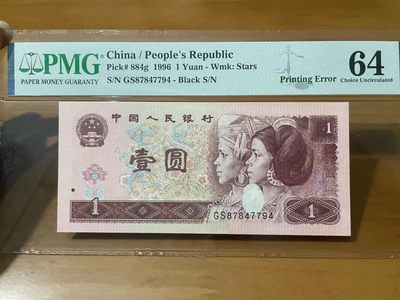 PMG
PAPER MONEY GUARANTY
China / People's Republic
Pick# 884g 1996 1 Yuan - Wmk: Stars
S/N GS87847794 - Black S/N
Printing Error
64
Choice Uncirculated
中国人民银行
1
壹圆
1
GS87847794
1